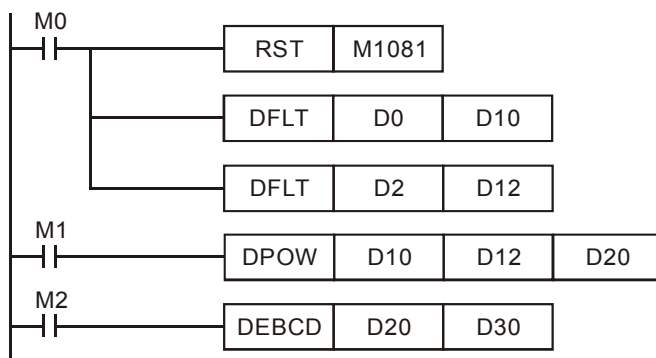 M0
RST M1081
DFLT D0 D10
DFLT D2 D12
M1
DPOW D10 D12 D20
M2
DEBCD D20 D30